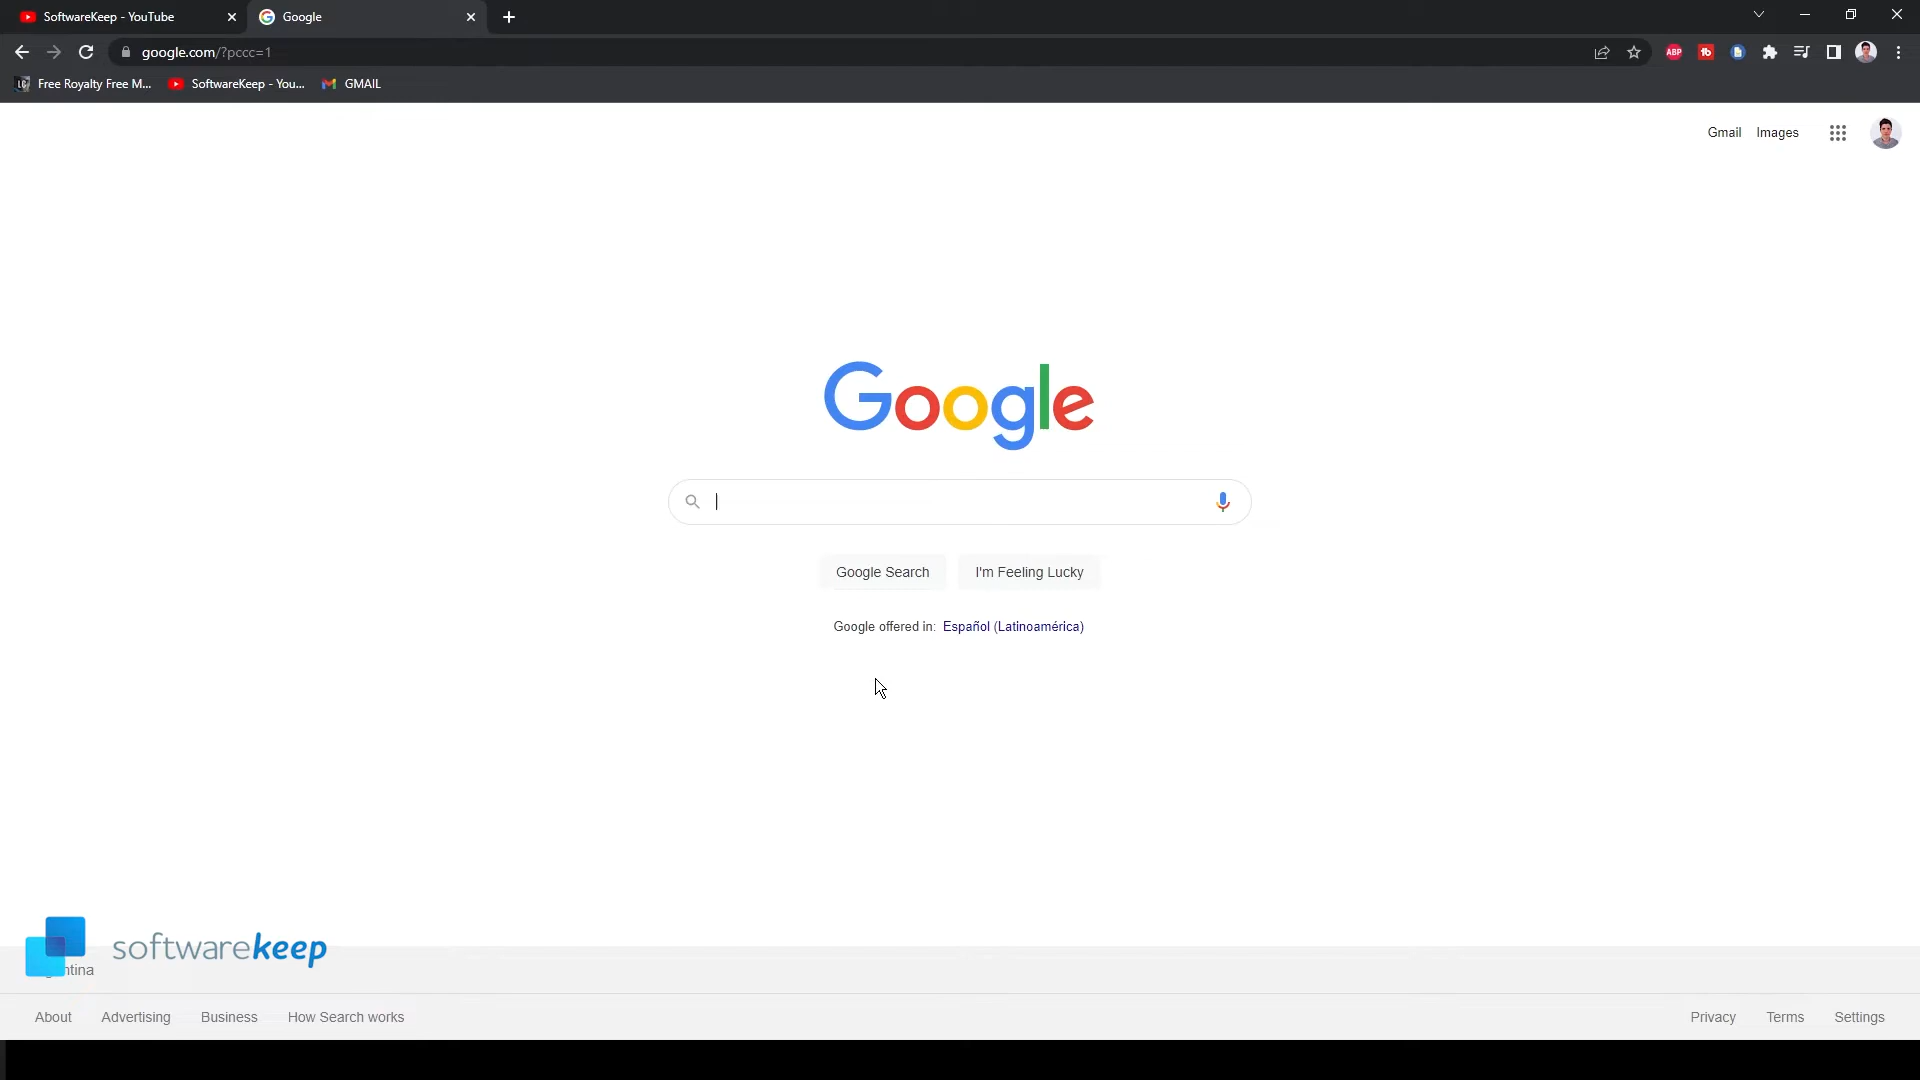 SoftwareKeep - YouTube
Google
google.com/?pccc=1
ABP
Free Royalty Free M...
SoftwareKeep - You...
GMAIL
Gmail
Images
Google
Google Search
I'm Feeling Lucky
Google offered in: Español (Latinoamérica)
softwarekeep
About
Advertising
Business
How Search works
Privacy
Terms
Settings